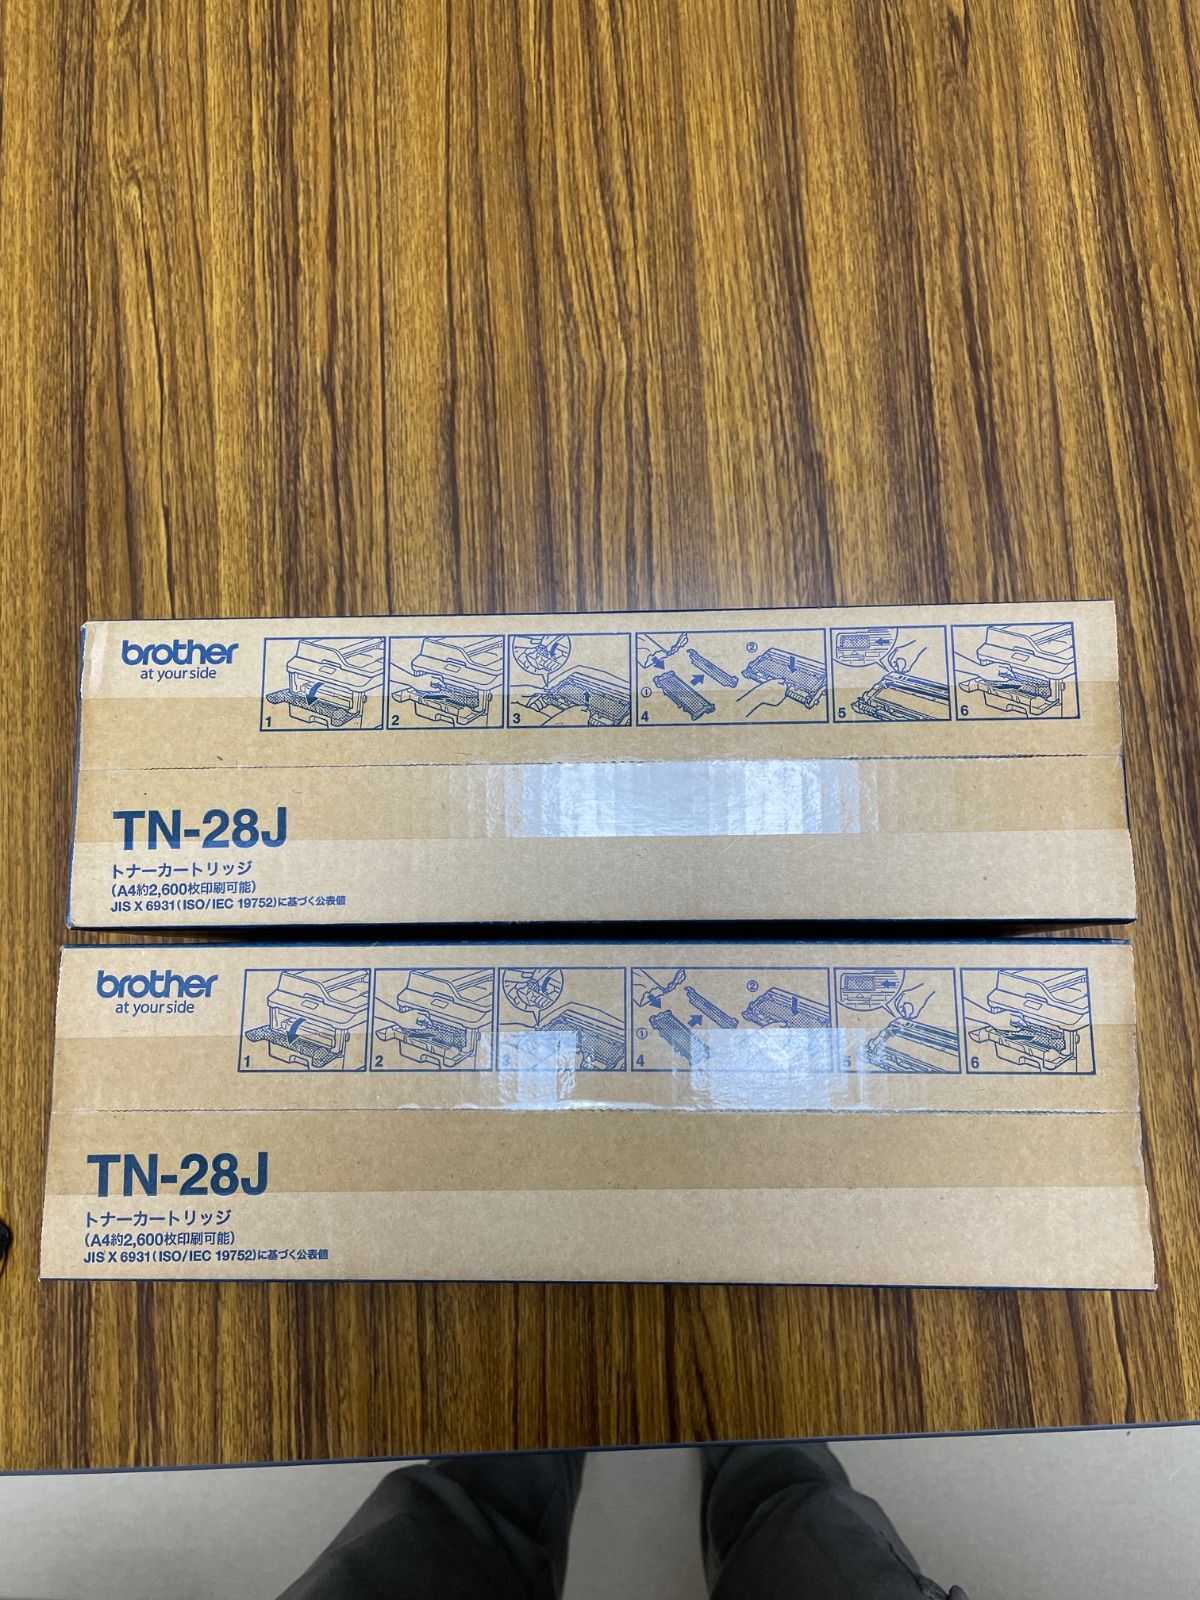 brother
at your side
1
2
3
4
①
②
5
6
TN-28J
トナーカートリッジ
(A4約2,600枚印刷可能)
JIS X 6931(ISO/IEC 19752)に基づく公表値
brother
at your side
1
2
3
4
①
②
5
6
TN-28J
トナーカートリッジ
(A4約2,600枚印刷可能)
JIS X 6931(ISO/IEC 19752)に基づく公表値